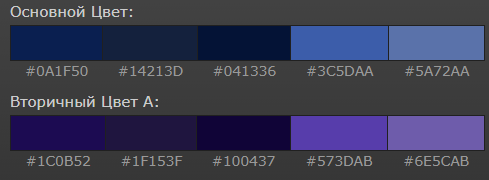 Основной Цвет:
#0A1F50 #14213D #041336 #3C5DAA #5A72AA
Вторичный Цвет А:
#1C0B52 #1F153F #100437 #573DAB #6E5CAB